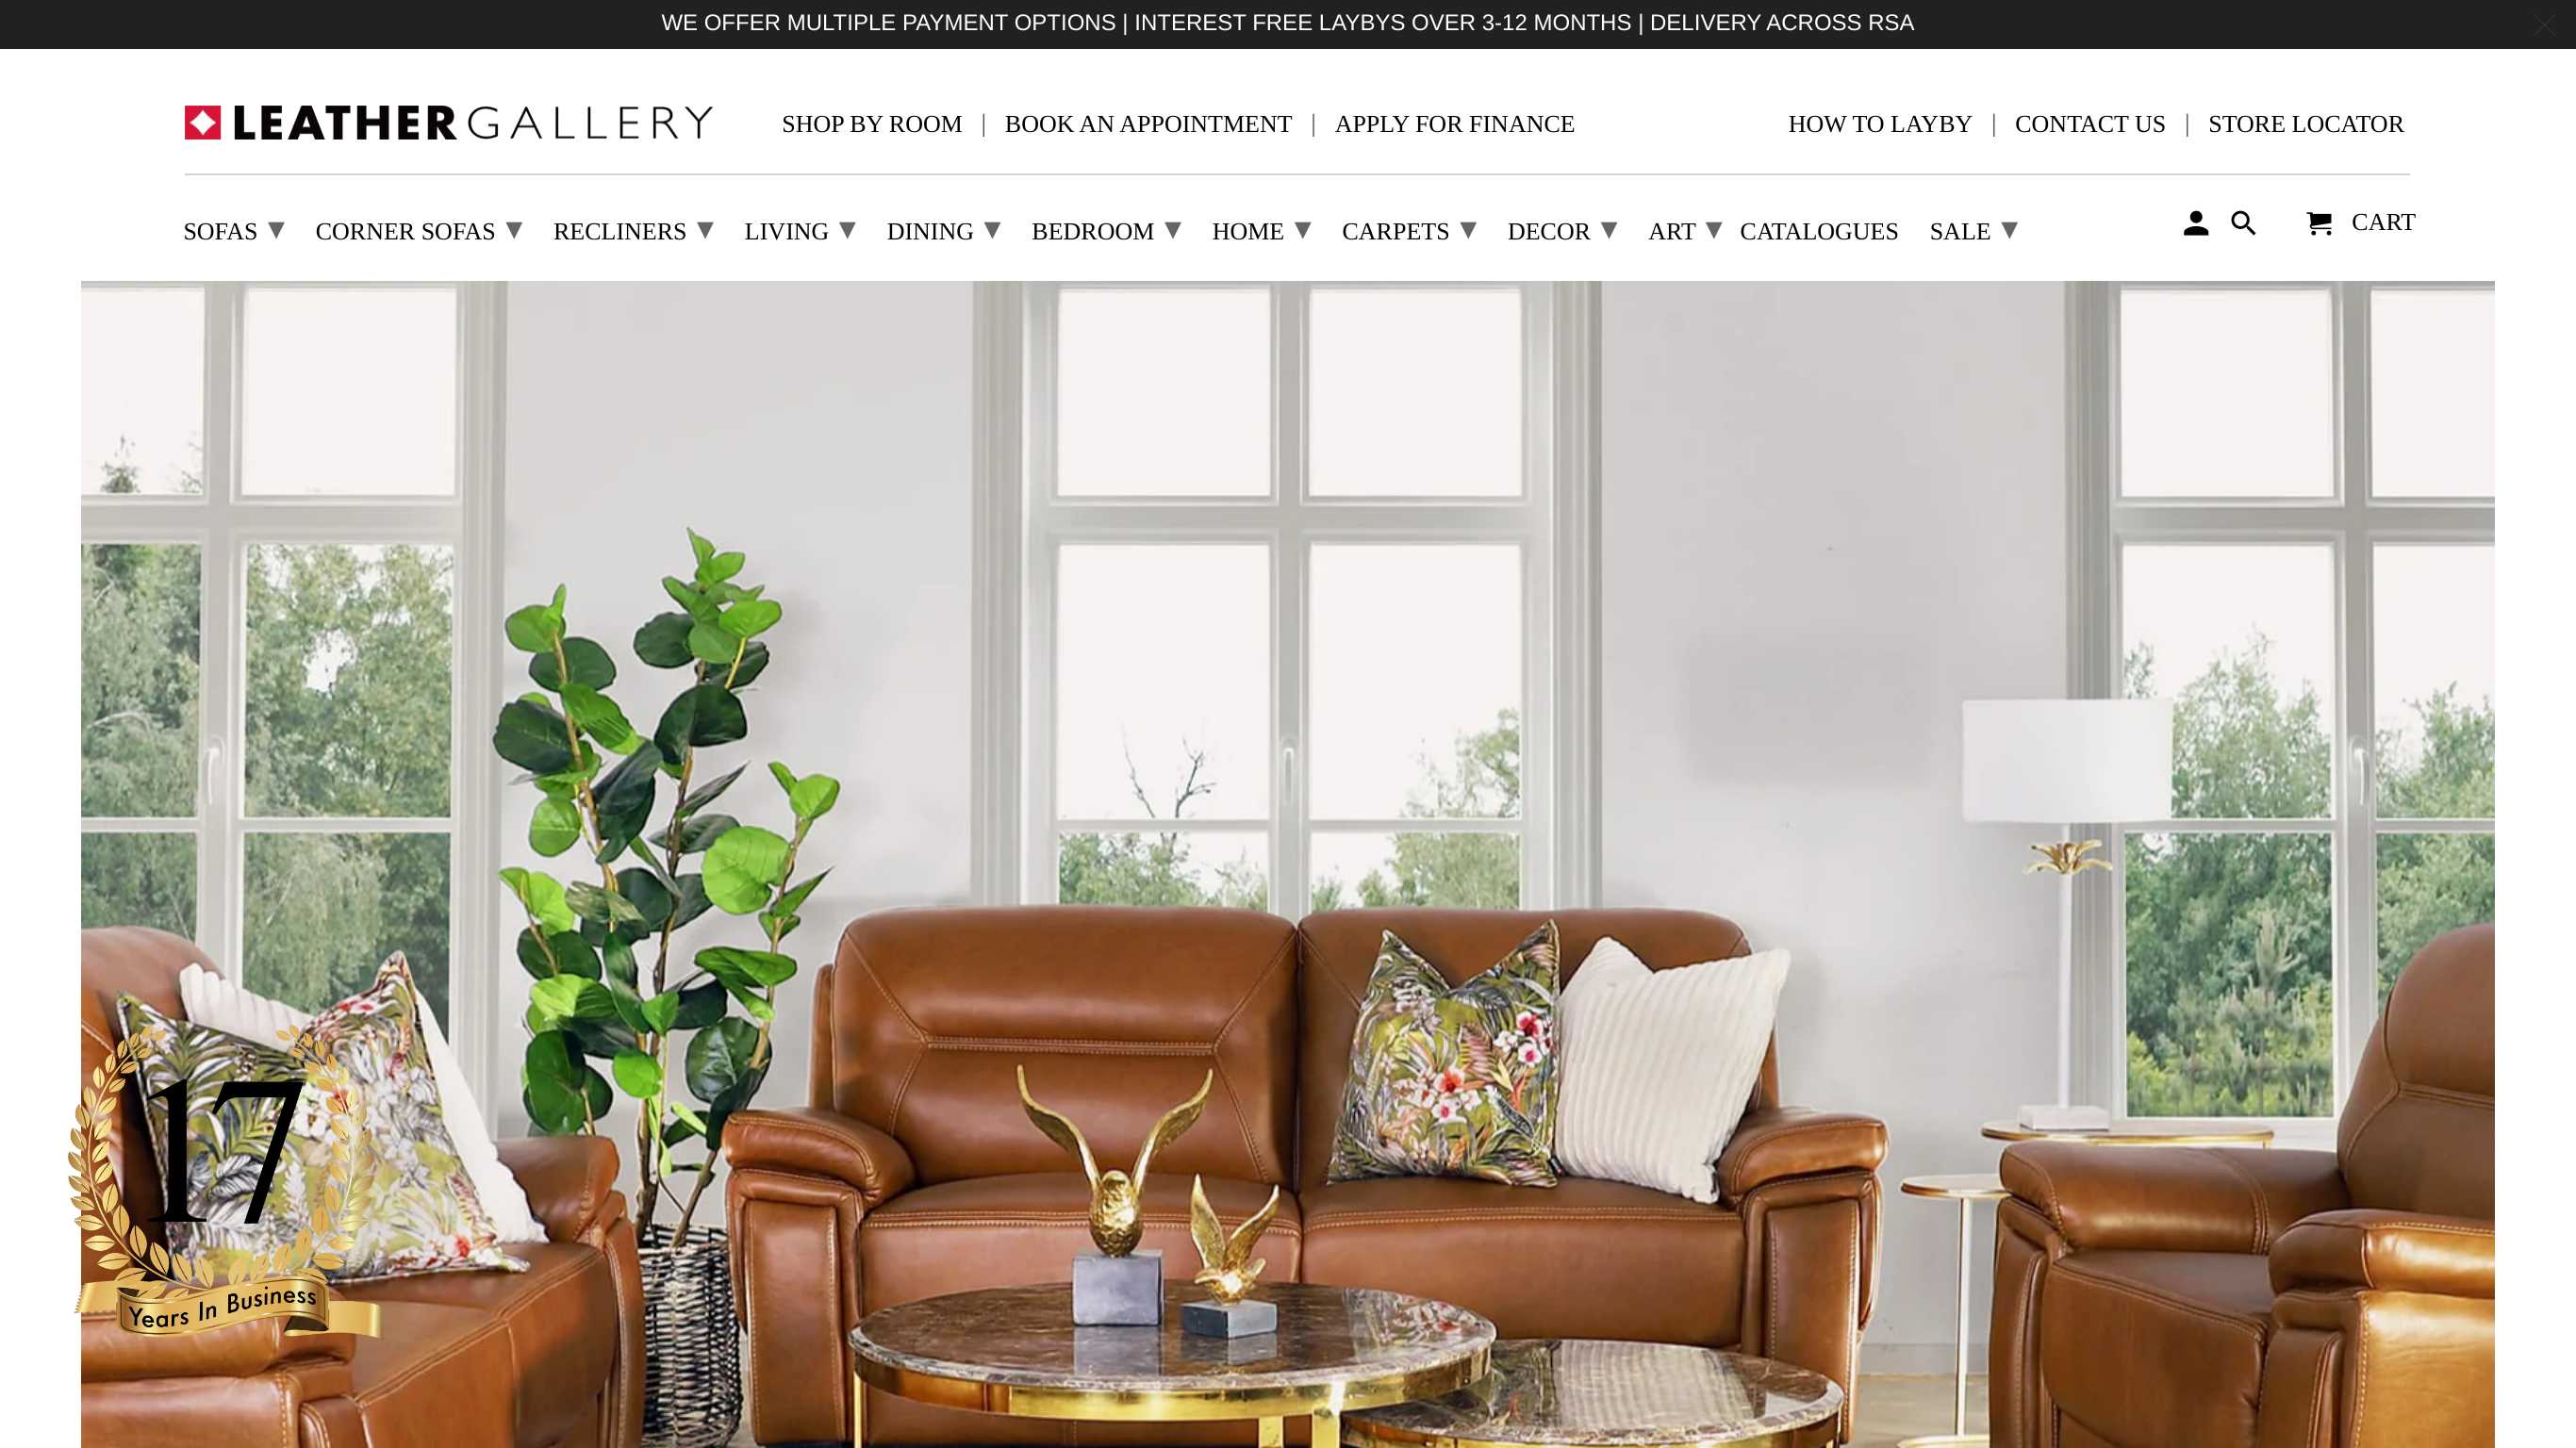 WE OFFER MULTIPLE PAYMENT OPTIONS | INTEREST FREE LAYBYS OVER 3-12 MONTHS | DELIVERY ACROSS RSA
LEATHERGALLERY
SHOP BY ROOM | BOOK AN APPOINTMENT | APPLY FOR FINANCE
HOW TO LAYBY | CONTACT US | STORE LOCATOR
SOFAS ▼ CORNER SOFAS ▼ RECLINERS ▼ LIVING ▼ DINING ▼ BEDROOM ▼ HOME ▼ CARPETS ▼ DECOR ▼ ART ▼ CATALOGUES SALE ▼
CART
17
Years In Business